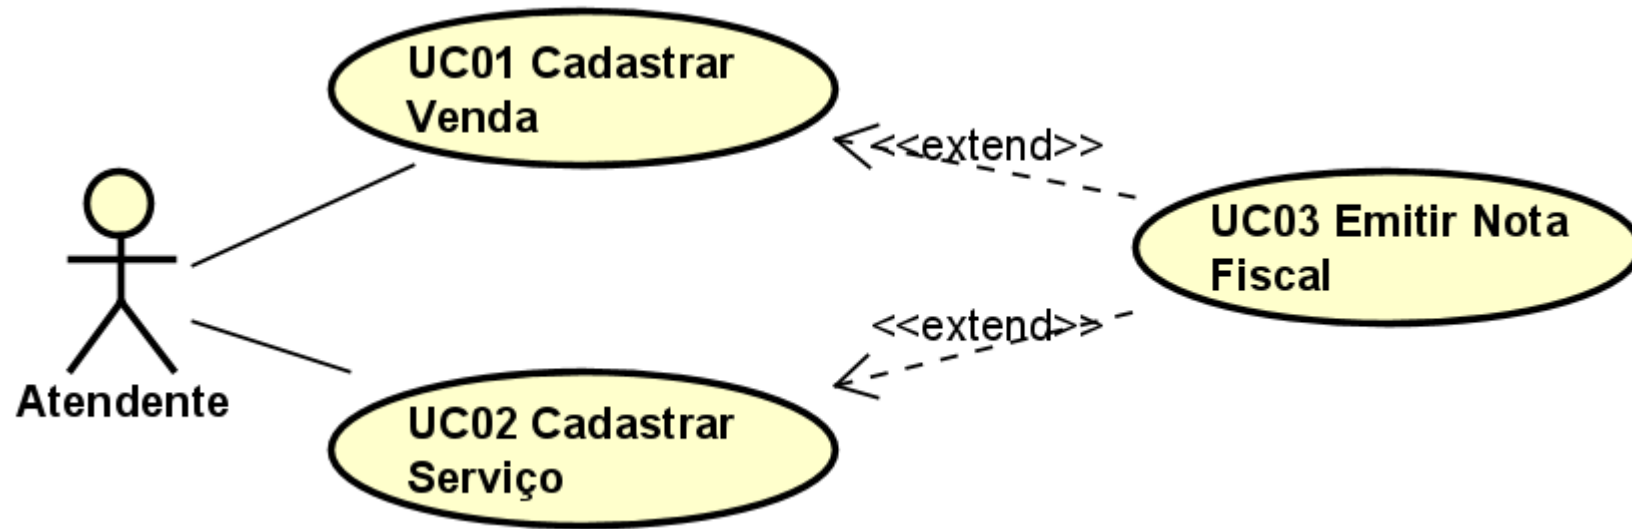 UC01 Cadastrar
Venda
<<extend>>
UC03 Emitir Nota
Fiscal
<<extend>>
Atendente
UC02 Cadastrar
Serviço